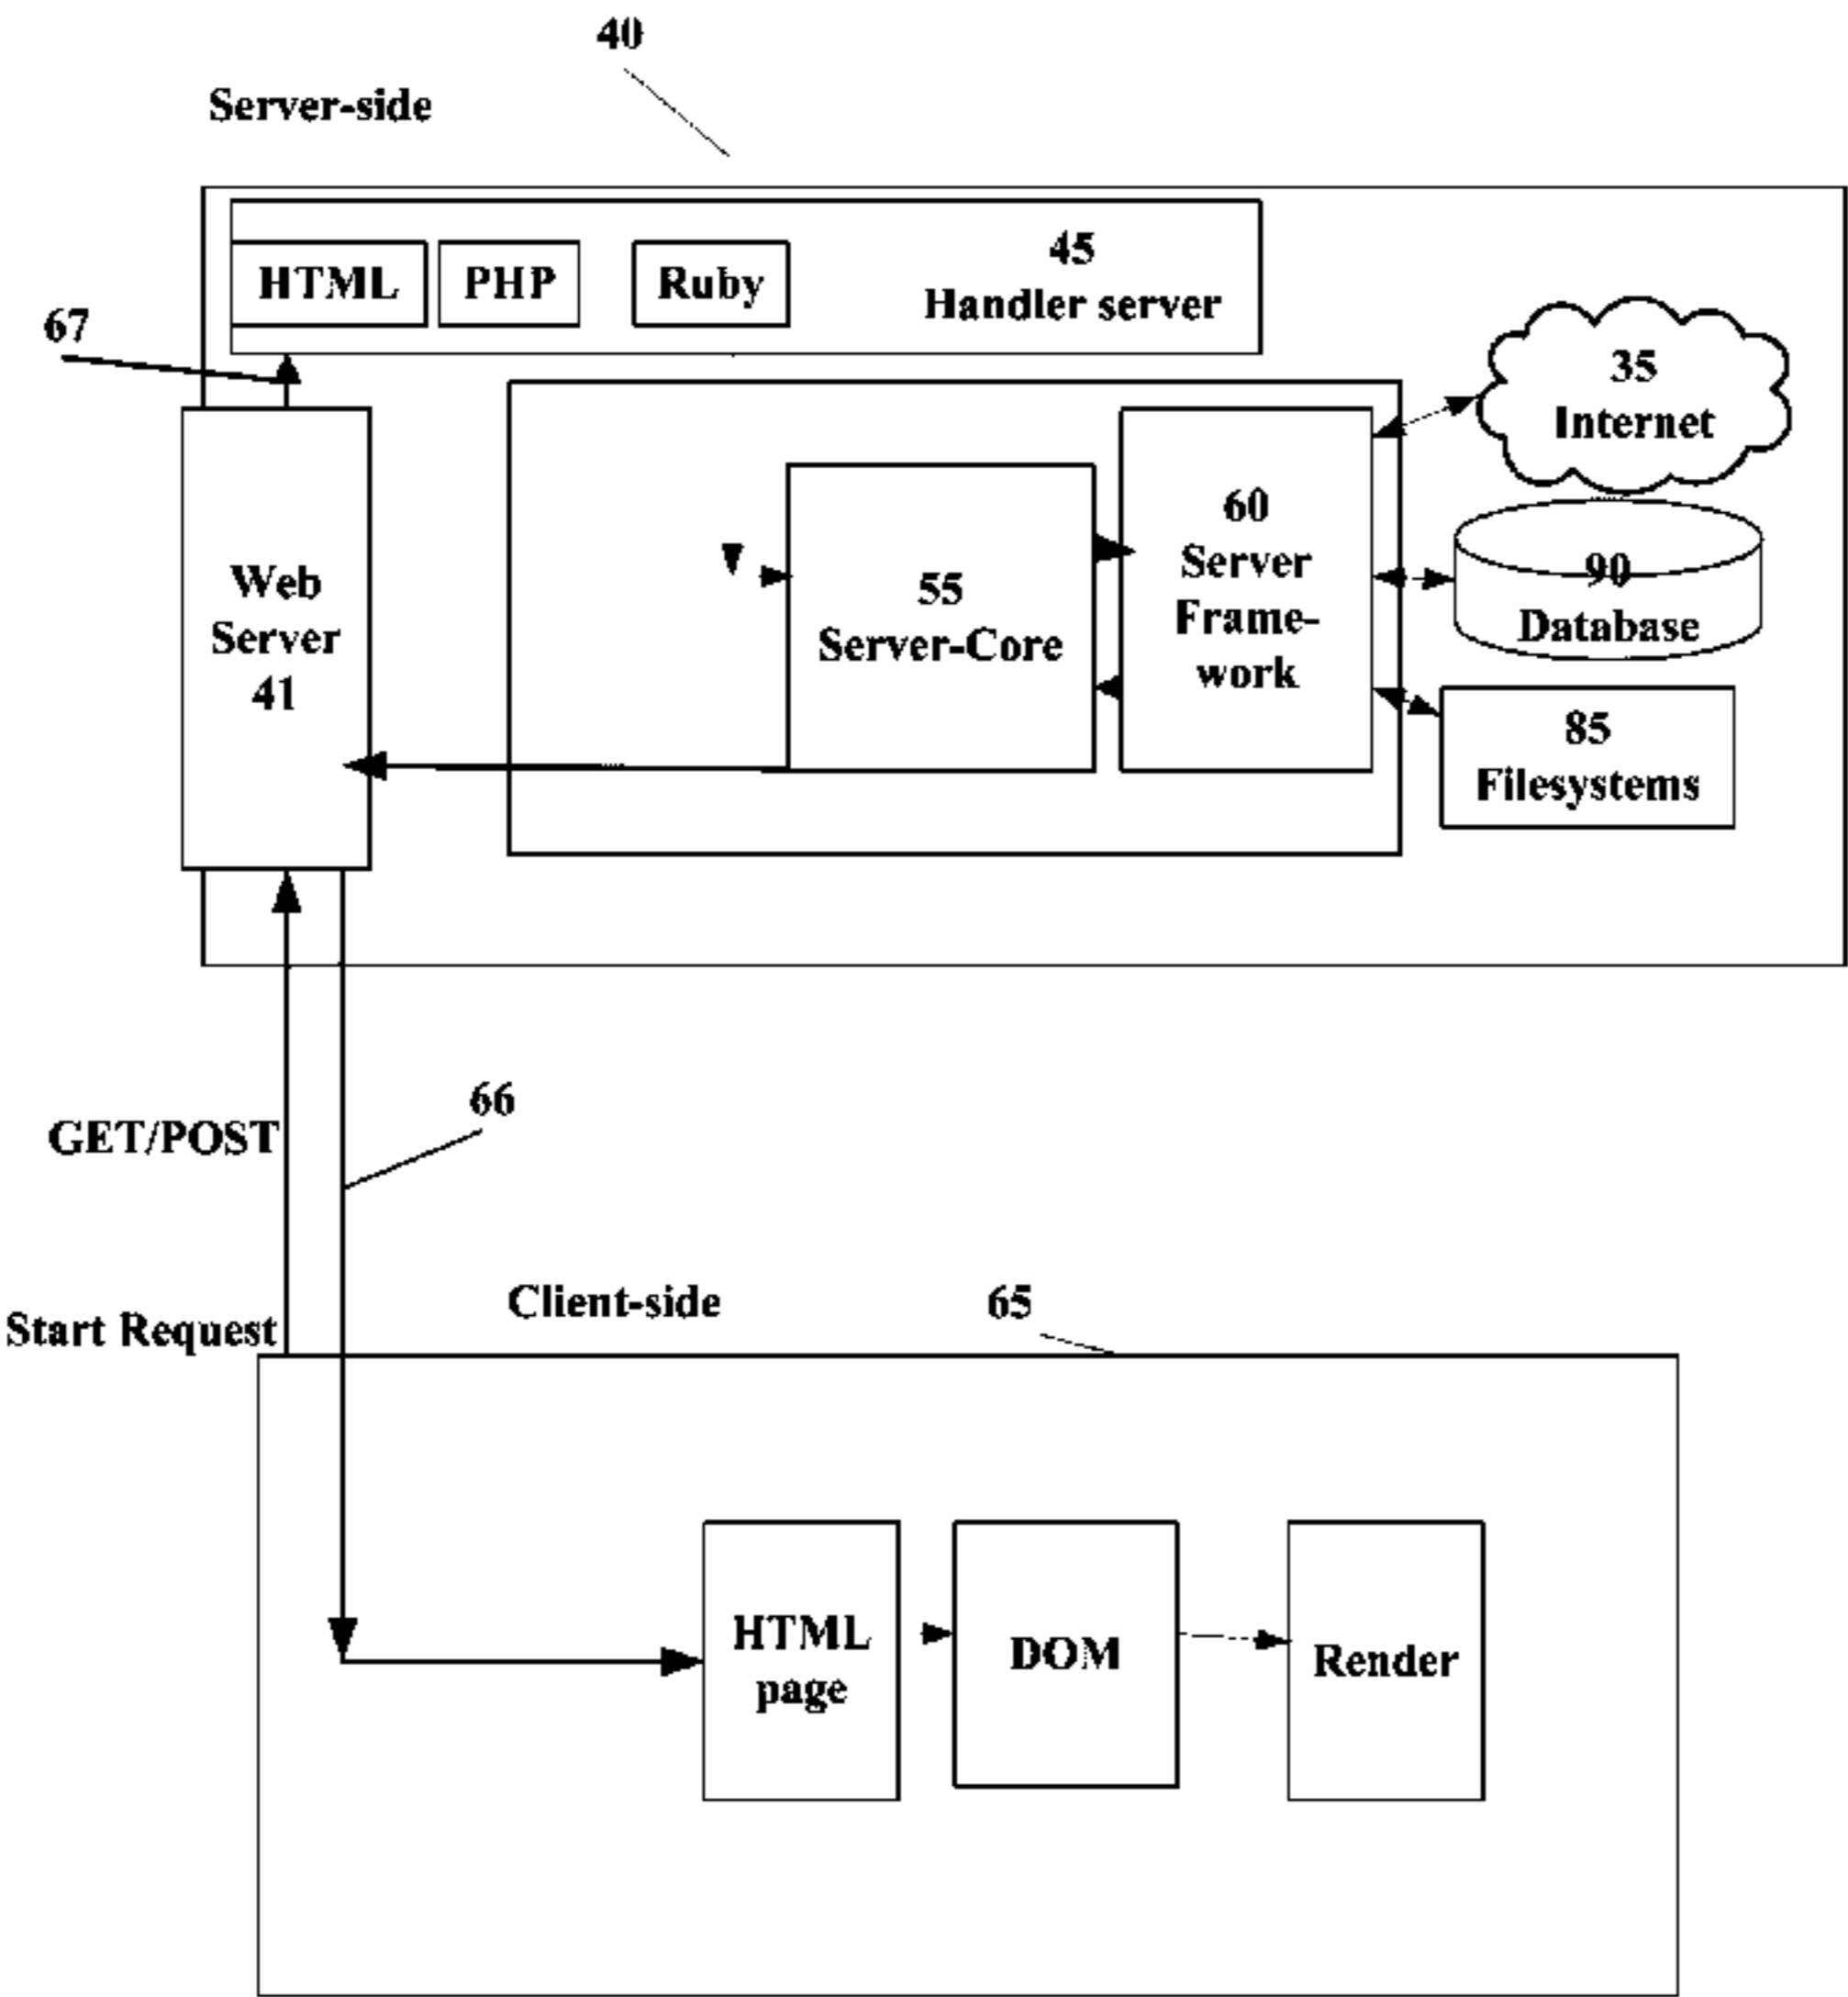 40
Server-side
HTML
PHP
Ruby
45
Handler server
67
35
Internet
Web
Server
41
55
Server-Core
60
Server
Frame-
work
90
Database
85
Filesystems
GET/POST
66
Start Request
Client-side
65
HTML
page
DOM
Render